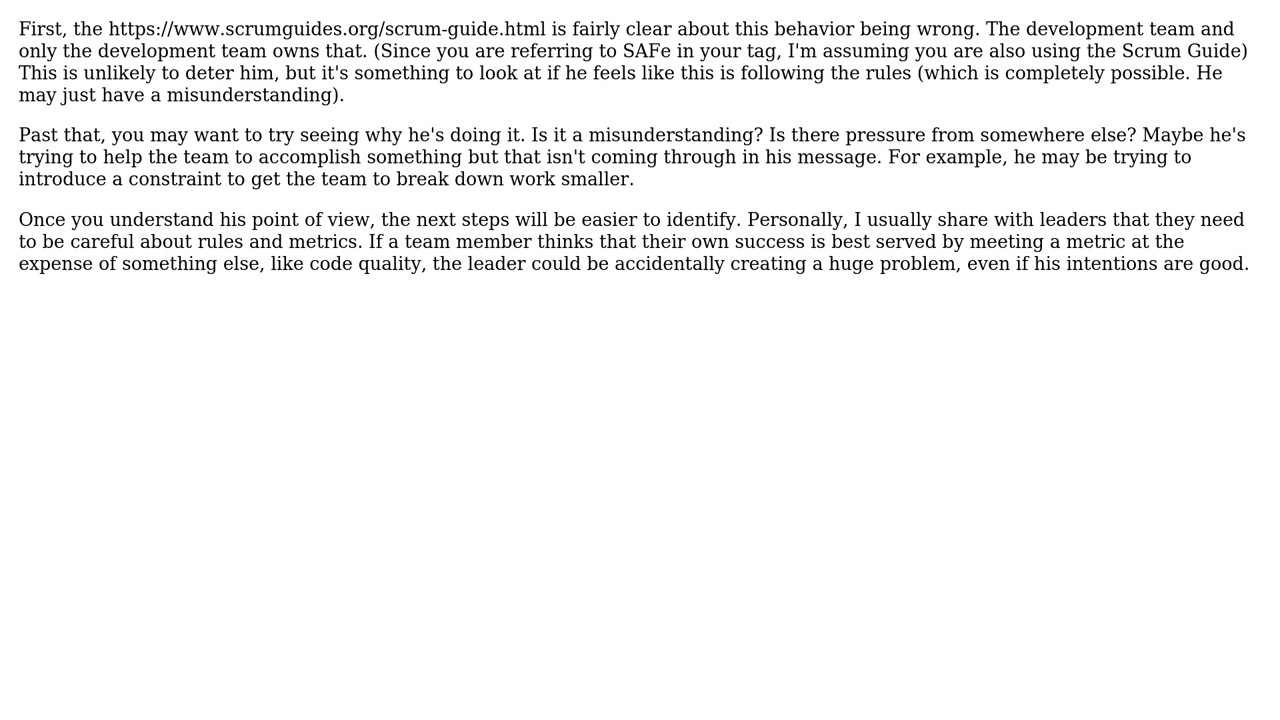 First, the https://www.scrumguides.org/scrum-guide.html is fairly clear about this behavior being wrong. The development team and
only the development team owns that. (Since you are referring to SAFe in your tag, I'm assuming you are also using the Scrum Guide)
This is unlikely to deter him, but it's something to look at if he feels like this is following the rules (which is completely possible. He
may just have a misunderstanding).
Past that, you may want to try seeing why he's doing it. Is it a misunderstanding? Is there pressure from somewhere else? Maybe he's
trying to help the team to accomplish something but that isn't coming through in his message. For example, he may be trying to
introduce a constraint to get the team to break down work smaller.
Once you understand his point of view, the next steps will be easier to identify. Personally, I usually share with leaders that they need
to be careful about rules and metrics. If a team member thinks that their own success is best served by meeting a metric at the
expense of something else, like code quality, the leader could be accidentally creating a huge problem, even if his intentions are good.